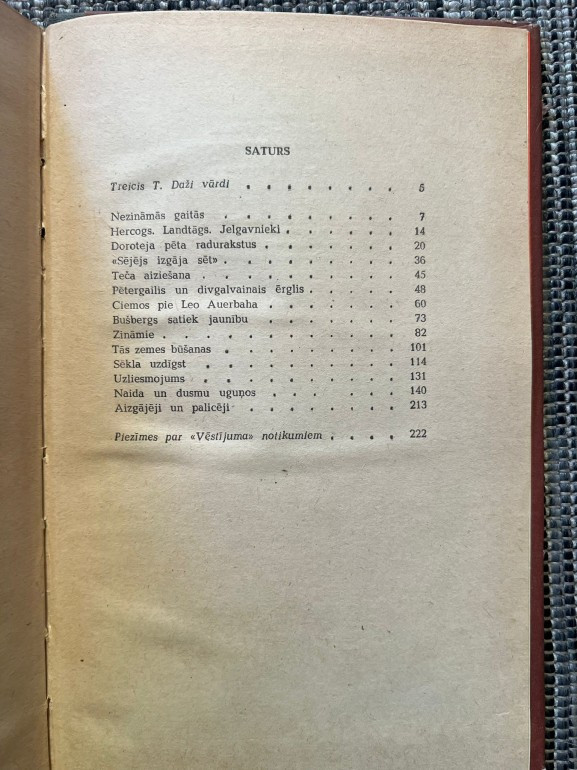 SATURS
Treicis T. Daži vārdi . . . . . . . . 5
Nezināmās gaitās . . . . . . . . . 7
Hercogs. Landtāgs. Jelgavnieki . . . . . . 14
Doroteja pēta radurakstus . . . . . . . 20
«Sējējs izgāja sēt» . . . . . . . . . 36
Teča aiziešana . . . . . . . . . . 45
Pētergailis un divgalvainais ērglis . . . . . 48
Ciemos pie Leo Auerbaha . . . . . . . 60
Bušbergs satiek jaunību . . . . . . . 73
Zināmie . . . . . . . . . . . 82
Tās zemes būšanas . . . . . . . . . 101
Sēkla uzdīgst . . . . . . . . . . 114
Uzliesmojums . . . . . . . . . . 131
Naida un dusmu uguņos . . . . . . . 140
Aizgājēji un palicēji . . . . . . . . 213
Piezīmes par «Vēstījuma» notikumiem . . . . 222